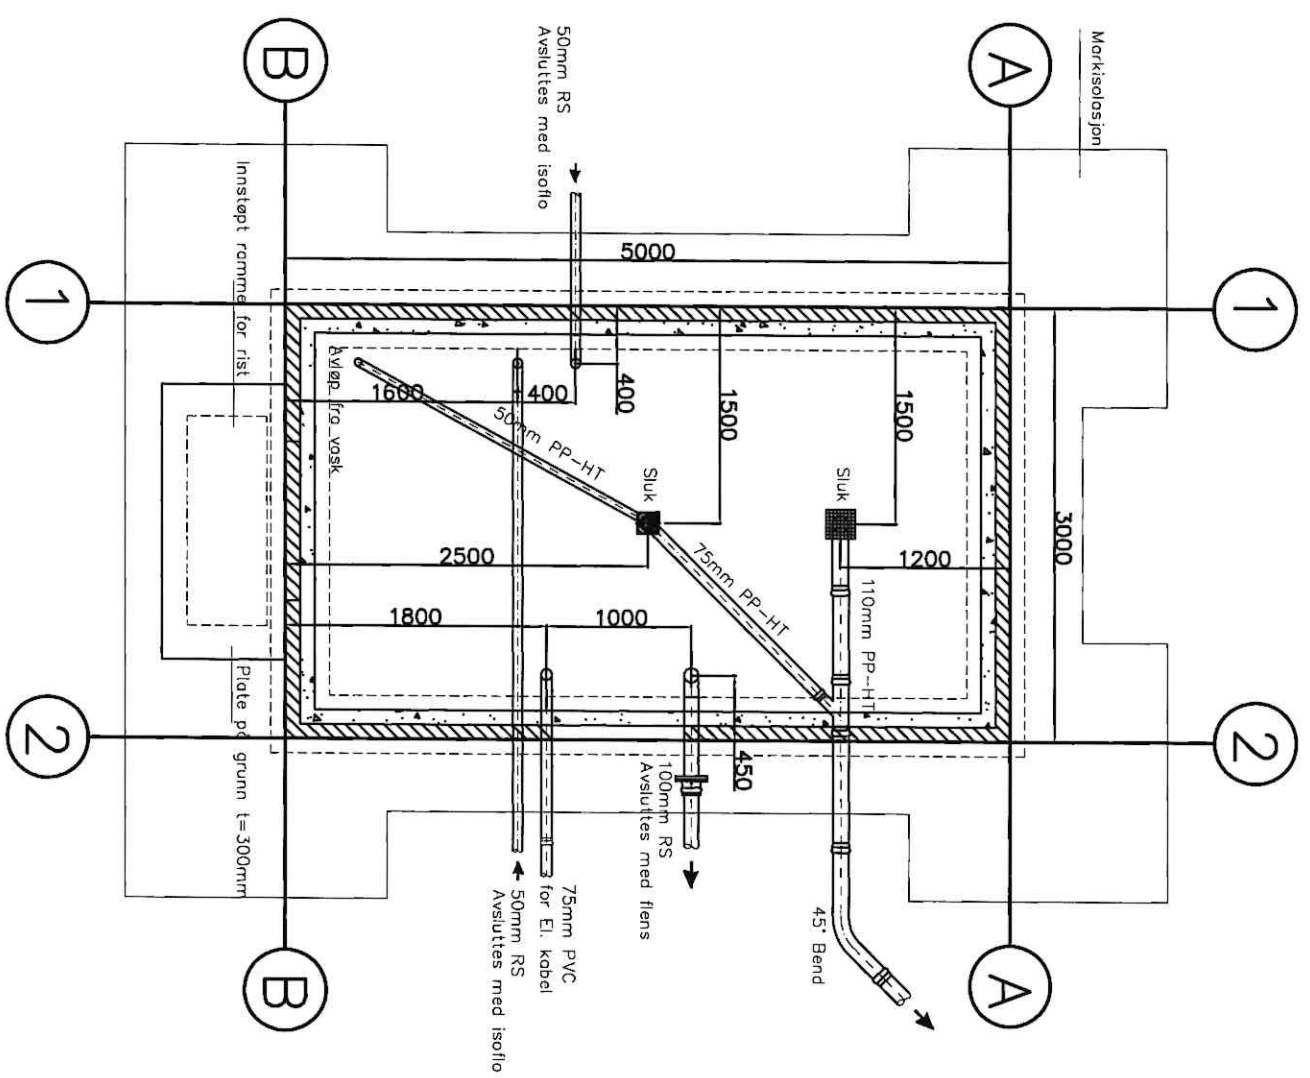 A
A
B
B
1
1
2
2
Markisolasjon
50mm RS
Avsluttes med isoflo
5000
3000
Innstøpt ramme for rist
Avløp fra vask
1600
400
400
1500
1500
50mm PP-HT
Sluk
Sluk
2500
1200
75mm PP-HT
110mm PP-HT
1800
1000
450
Plate på grunn t=300mm
100mm RS
Avsluttes med flens
75mm PVC
for El. kabel
50mm RS
Avsluttes med isoflo
45° Bend